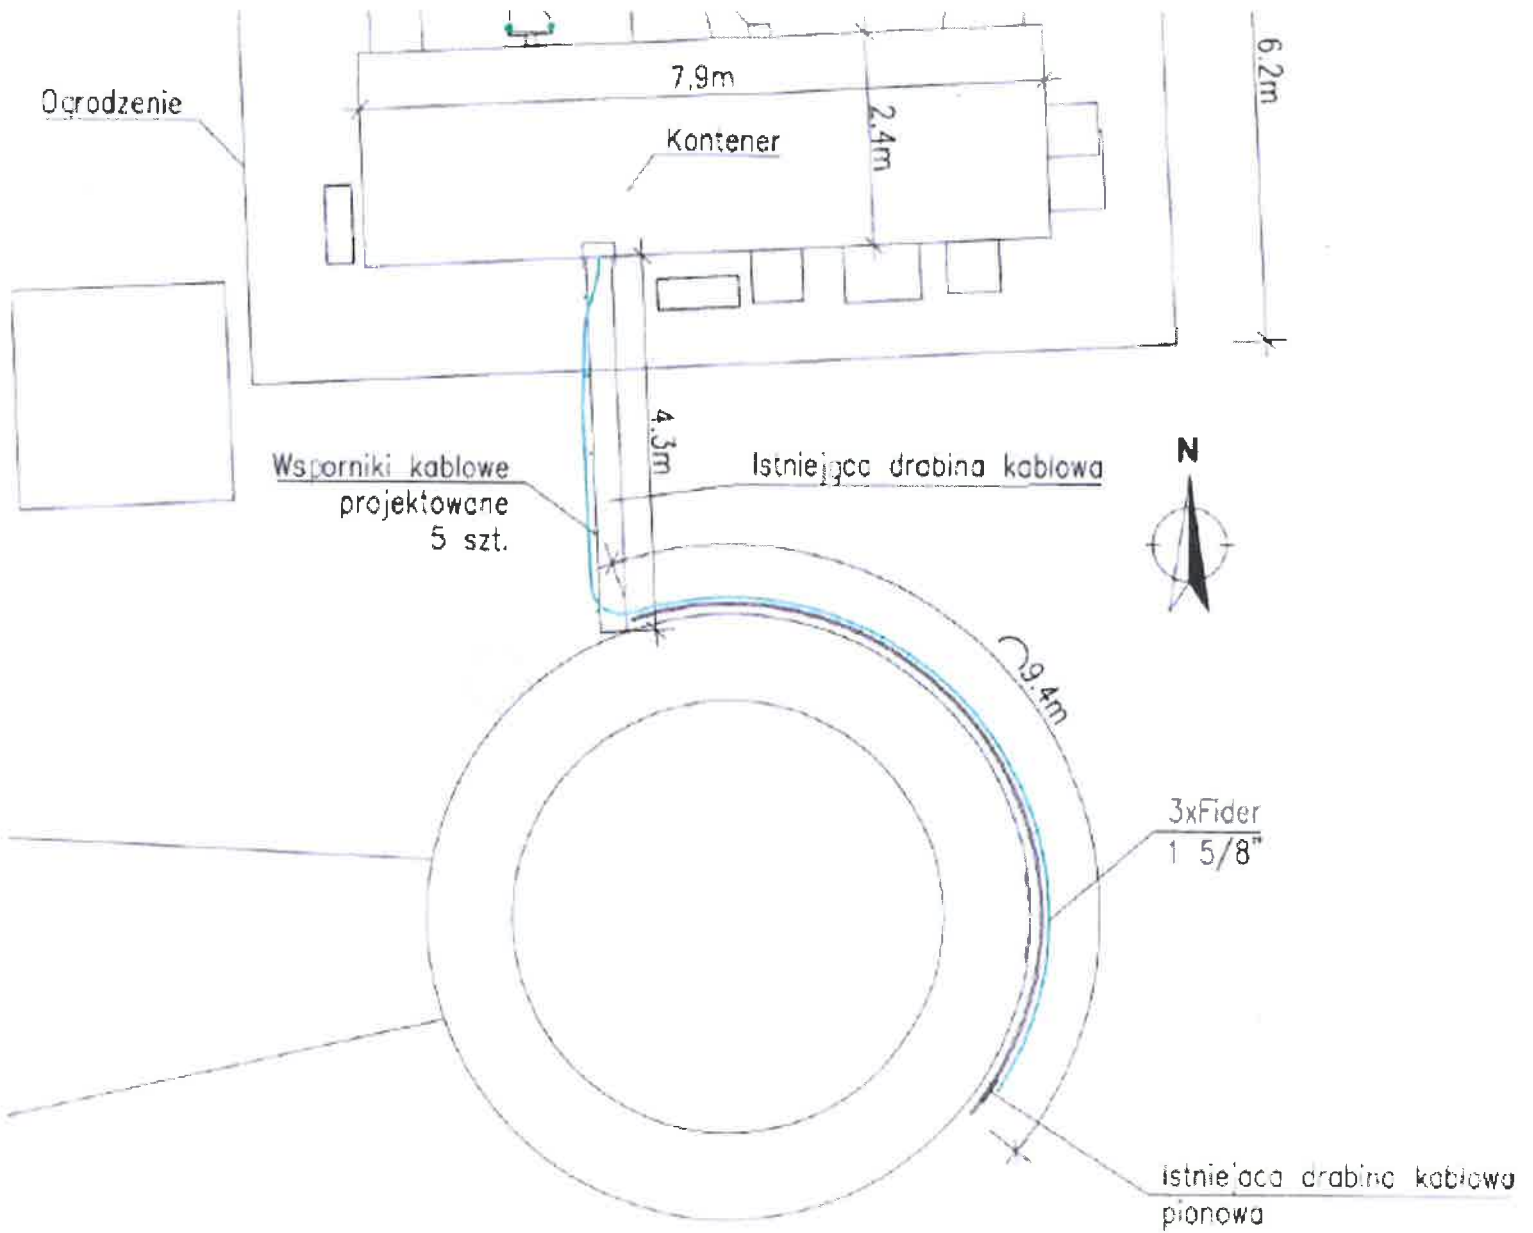 6.2m
7,9m
Ogrodzenie
2,4m
Kontener
4,3m
Wsporniki kablowe
projektowane
5 szt.
Istniejąca drabina kablowa
N
9.4m
3xFider
1 5/8"
Istniejąca drabina kablowa
pionowa